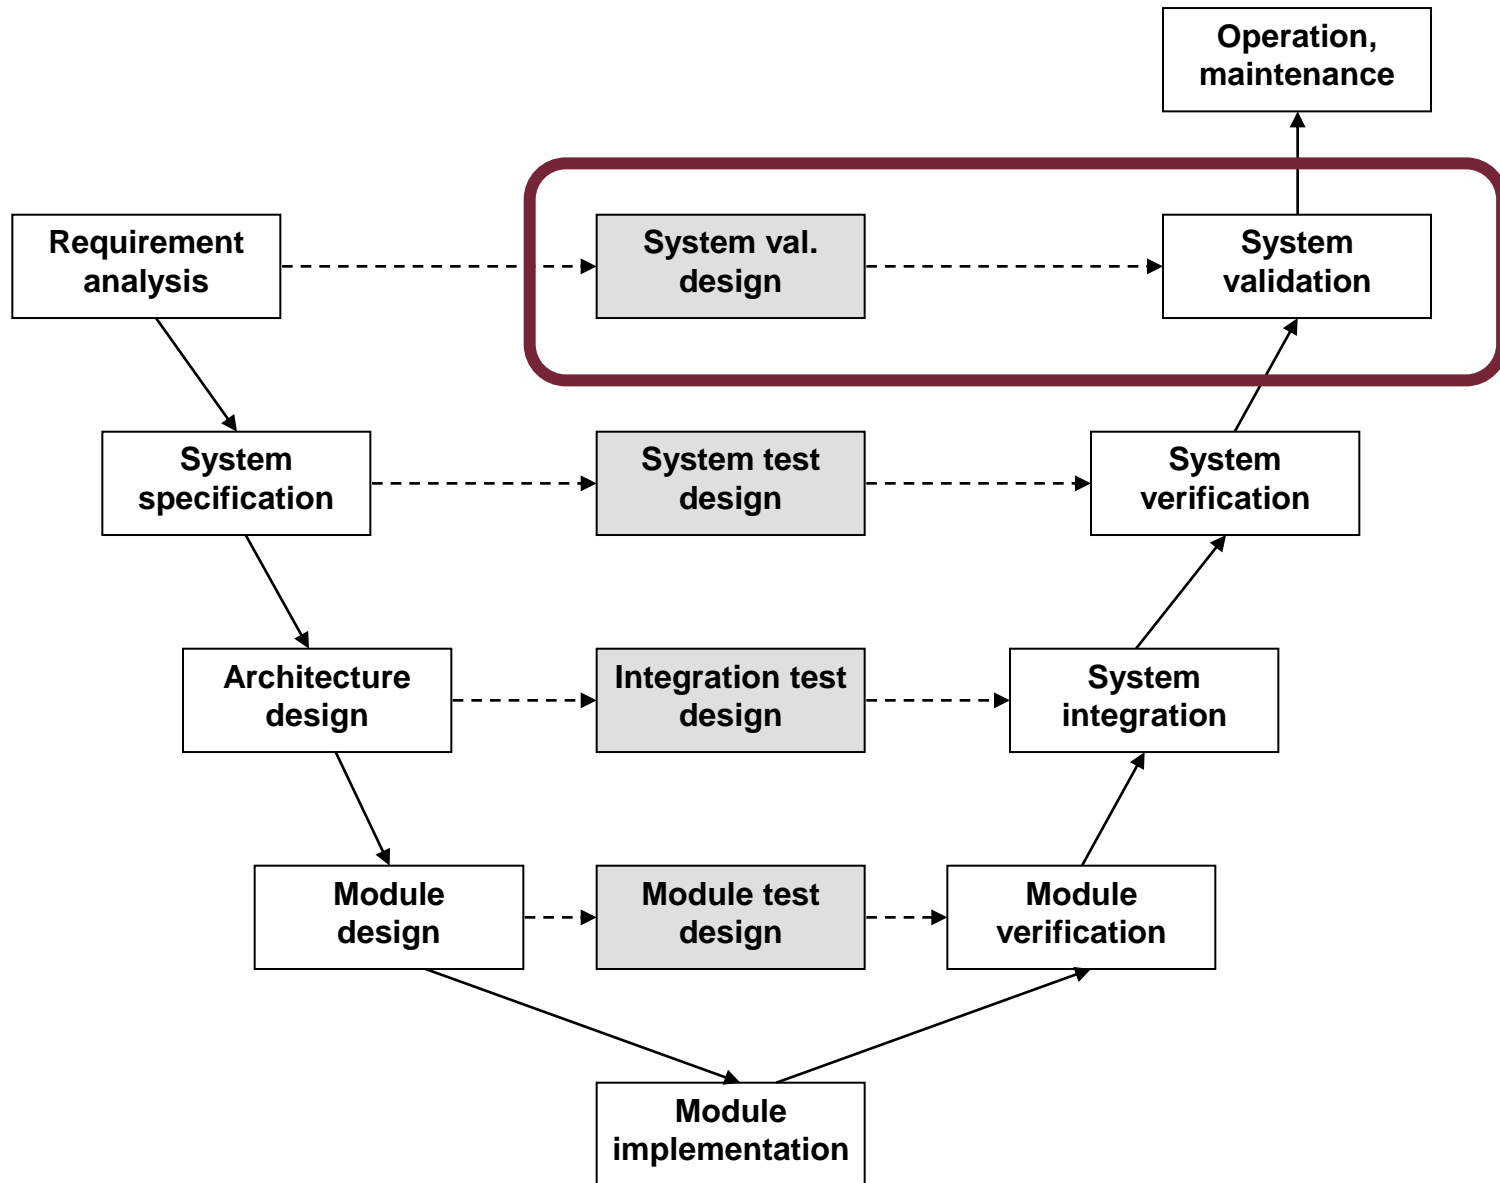 Operation,
maintenance
Requirement
analysis
System val.
design
System
validation
System
specification
System test
design
System
verification
Architecture
design
Integration test
design
System
integration
Module
design
Module test
design
Module
verification
Module
implementation